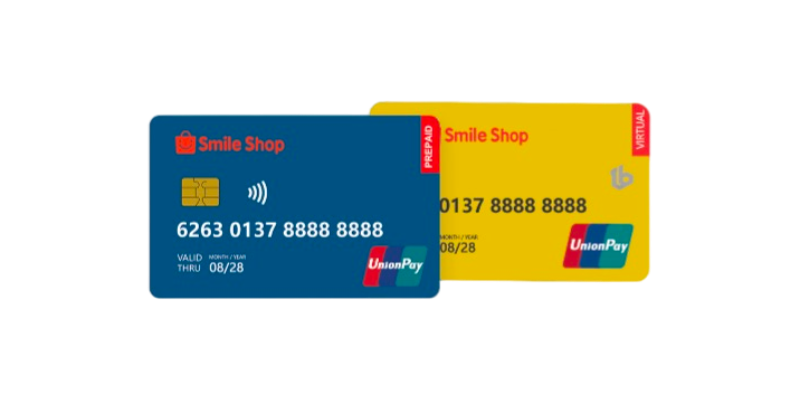 Smile Shop
PREPAID
6263 0137 8888 8888
VALID THRU
MONTH / YEAR
08/28
UnionPay
Smile Shop
VIRTUAL
0137 8888 8888
MONTH / YEAR
08/28
UnionPay